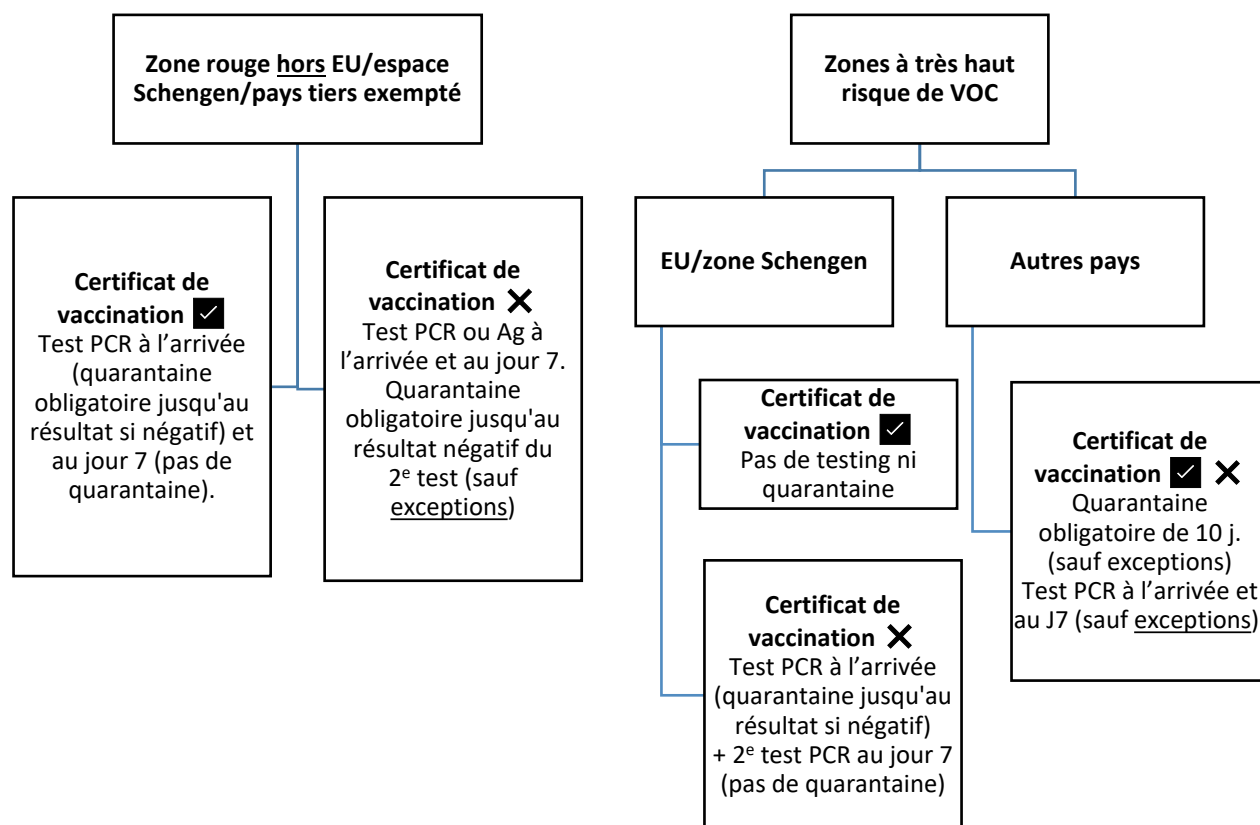 Zone rouge hors EU/espace
Schengen/pays tiers exempté
Certificat de
vaccination ✓
Test PCR à l’arrivée
(quarantaine
obligatoire jusqu'au
résultat si négatif) et
au jour 7 (pas de
quarantaine).
Certificat de
vaccination ✕
Test PCR ou Ag à
l’arrivée et au jour 7.
Quarantaine
obligatoire jusqu'au
résultat négatif du
2e test (sauf
exceptions)
Zones à très haut
risque de VOC
EU/zone Schengen
Certificat de
vaccination ✓
Pas de testing ni
quarantaine
Certificat de
vaccination ✕
Test PCR à l’arrivée
(quarantaine jusqu'au
résultat si négatif)
+ 2e test PCR au jour 7
(pas de quarantaine)
Autres pays
Certificat de
vaccination ✓ ✕
Quarantaine
obligatoire de 10 j.
(sauf exceptions)
Test PCR à l’arrivée et
au J7 (sauf exceptions)